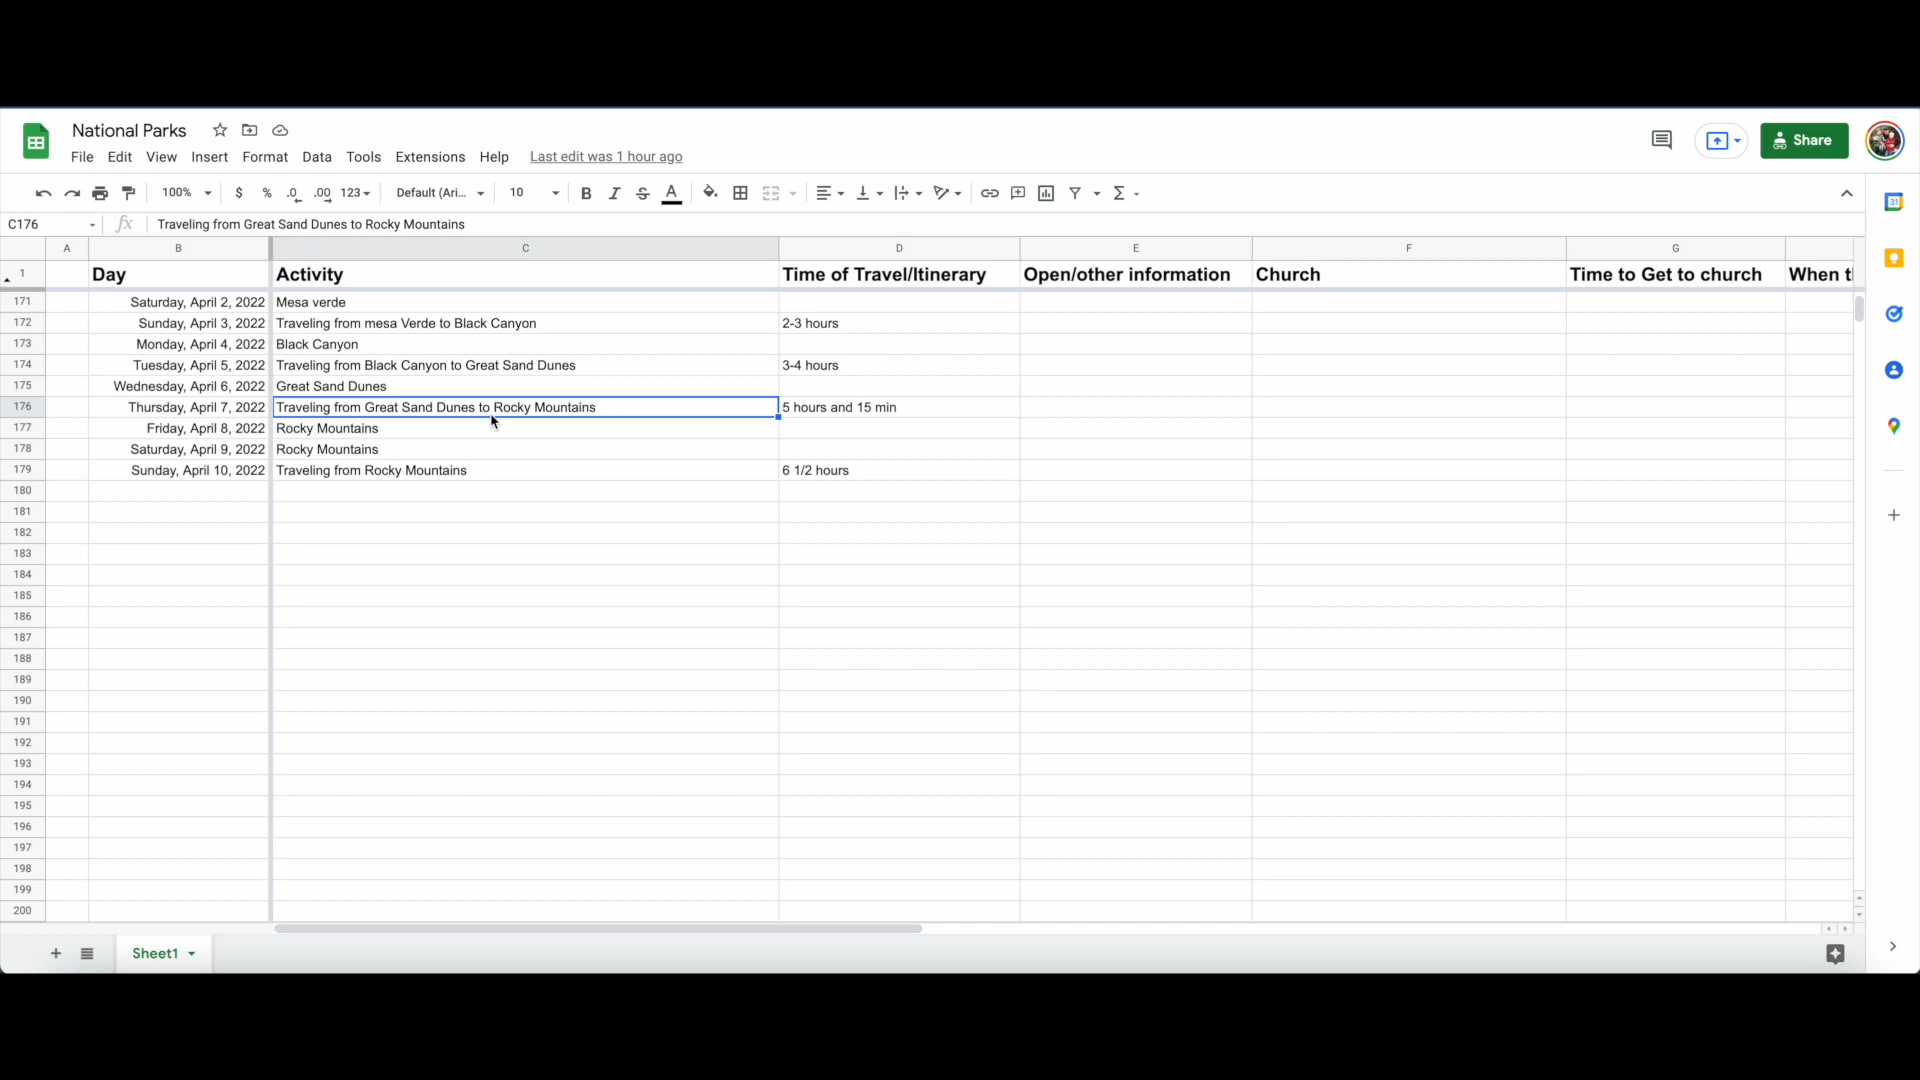 National Parks
File Edit View Insert Format Data Tools Extensions Help Last edit was 1 hour ago
Share
100% $ % .0 .00 123 Default (Ari... 10 B I S A
31
C176 fx Traveling from Great Sand Dunes to Rocky Mountains
A B C D E F G
1 Day Activity Time of Travel/Itinerary Open/other information Church Time to Get to church When t
171 Saturday, April 2, 2022 Mesa verde
172 Sunday, April 3, 2022 Traveling from mesa Verde to Black Canyon 2-3 hours
173 Monday, April 4, 2022 Black Canyon
174 Tuesday, April 5, 2022 Traveling from Black Canyon to Great Sand Dunes 3-4 hours
175 Wednesday, April 6, 2022 Great Sand Dunes
176 Thursday, April 7, 2022 Traveling from Great Sand Dunes to Rocky Mountains 5 hours and 15 min
177 Friday, April 8, 2022 Rocky Mountains
178 Saturday, April 9, 2022 Rocky Mountains
179 Sunday, April 10, 2022 Traveling from Rocky Mountains 6 1/2 hours
180
181
182
183
184
185
186
187
188
189
190
191
192
193
194
195
196
197
198
199
200
Sheet1